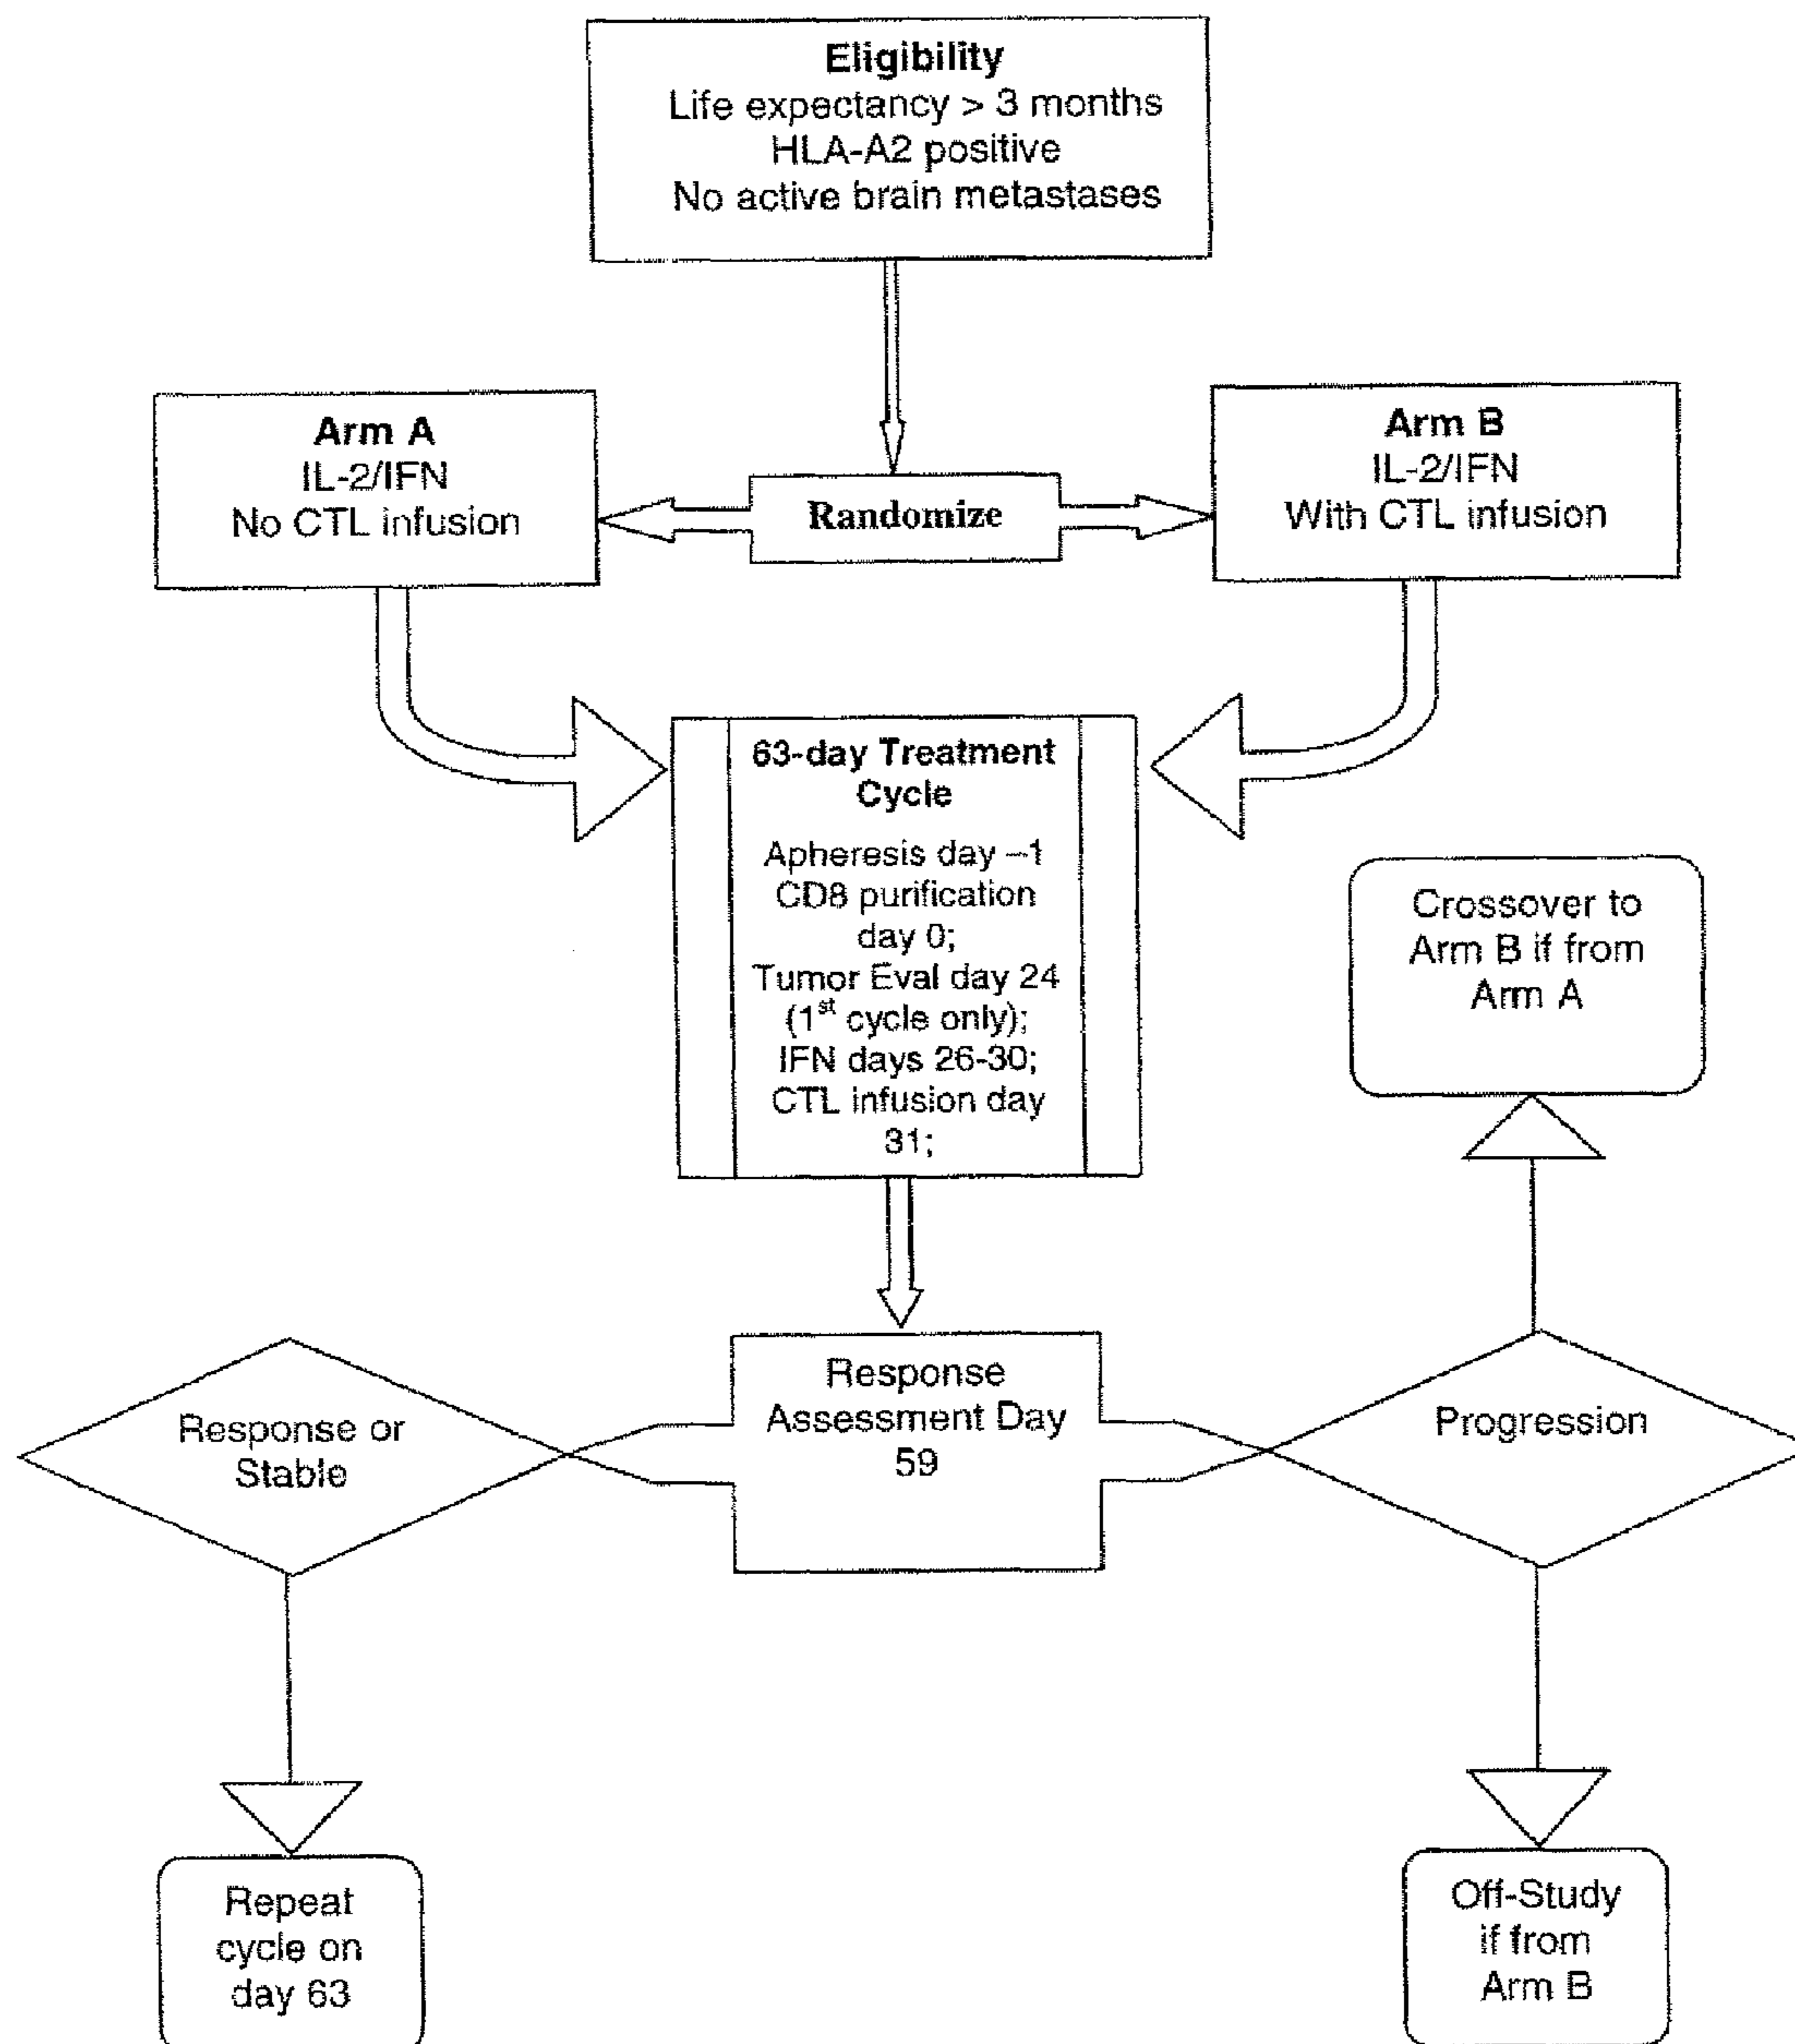 Eligibility
Life expectancy > 3 months
HLA-A2 positive
No active brain metastases
Arm A
IL-2/IFN
No CTL infusion
Randomize
Arm B
IL-2/IFN
With CTL infusion
63-day Treatment
Cycle
Apheresis day –1
CD8 purification
day 0;
Tumor Eval day 24
(1st cycle only);
IFN days 26-30;
CTL infusion day
31;
Crossover to
Arm B if from
Arm A
Response or
Stable
Response
Assessment Day
59
Progression
Repeat
cycle on
day 63
Off-Study
if from
Arm B